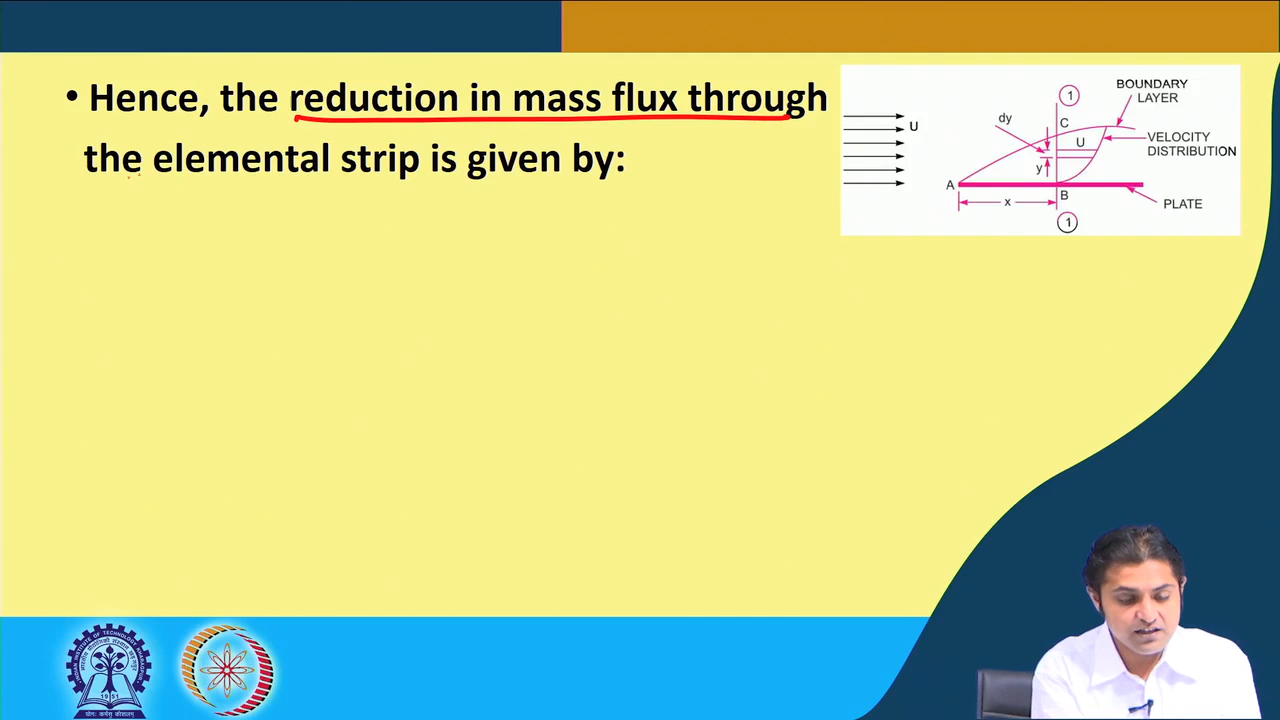 • Hence, the reduction in mass flux through
the elemental strip is given by:
1
BOUNDARY
LAYER
dy
C
U
U
VELOCITY
DISTRIBUTION
y
A
x
B
PLATE
1
1951